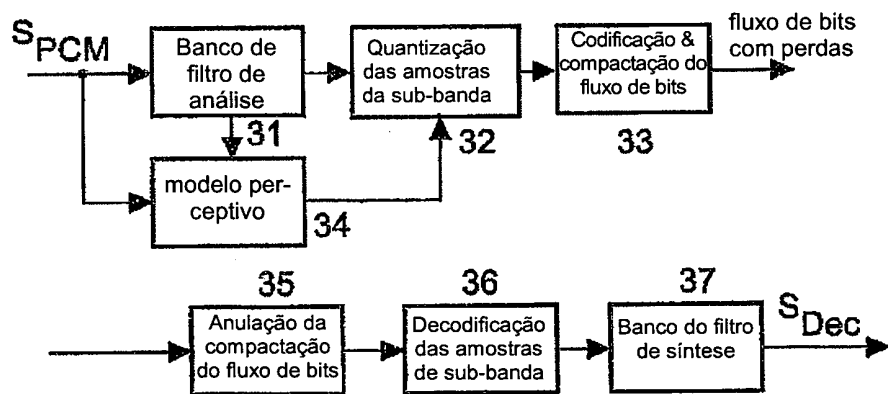 S PCM
Banco de
filtro de
análise
31
Quantização
das amostras
da sub-banda
32
Codificação &
compactação do
fluxo de bits
33
fluxo de bits
com perdas
modelo per-
ceptivo
34
35
Anulação da
compactação
do fluxo de bits
36
Decodificação
das amostras
de sub-banda
37
Banco do filtro
de síntese
S Dec